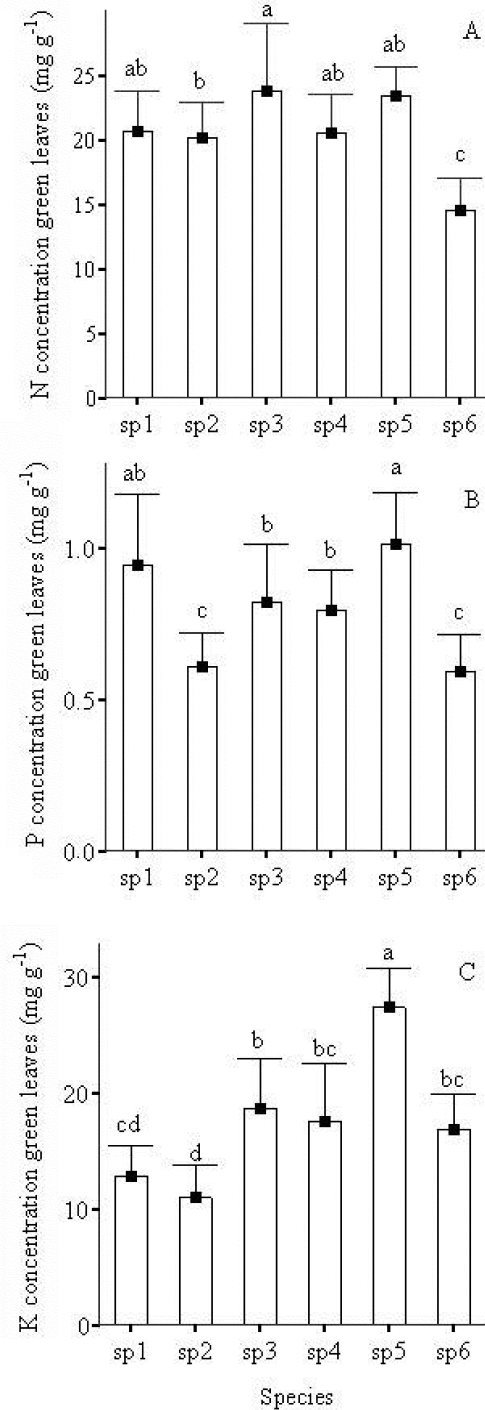 A
N concentration green leaves (mg g-1)
a
ab
b
ab
ab
c
25
20
15
10
5
0
sp1 sp2 sp3 sp4 sp5 sp6
B
P concentration green leaves (mg g-1)
ab
a
b
b
c
c
1.0
0.5
0.0
sp1 sp2 sp3 sp4 sp5 sp6
C
K concentration green leaves (mg g-1)
a
b
bc
bc
cd
d
30
20
10
0
sp1 sp2 sp3 sp4 sp5 sp6
Species